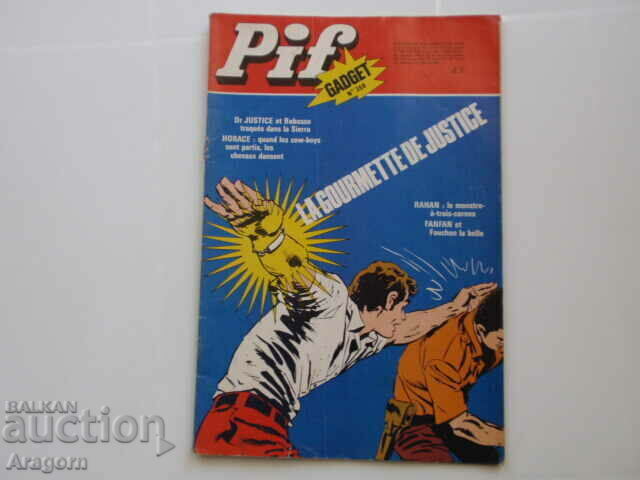 Pif
GADGET
Dr JUSTICE et Bobosse
traqués dans la Sierra
HORACE : quand les cow-boys
sont partis, les
chevaux dansent
LA GOURMETTE DE JUSTICE
RAHAN : le monstre-
à-trois-cornes
FANFAN et
Fouchon la belle
BALKAN
auction
Aragorn